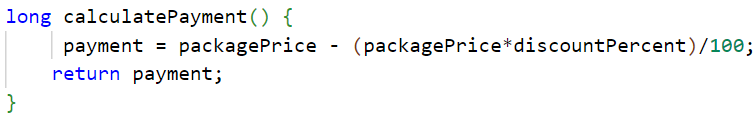 long calculatePayment() {
payment = packagePrice - (packagePrice*discountPercent)/100;
return payment;
}